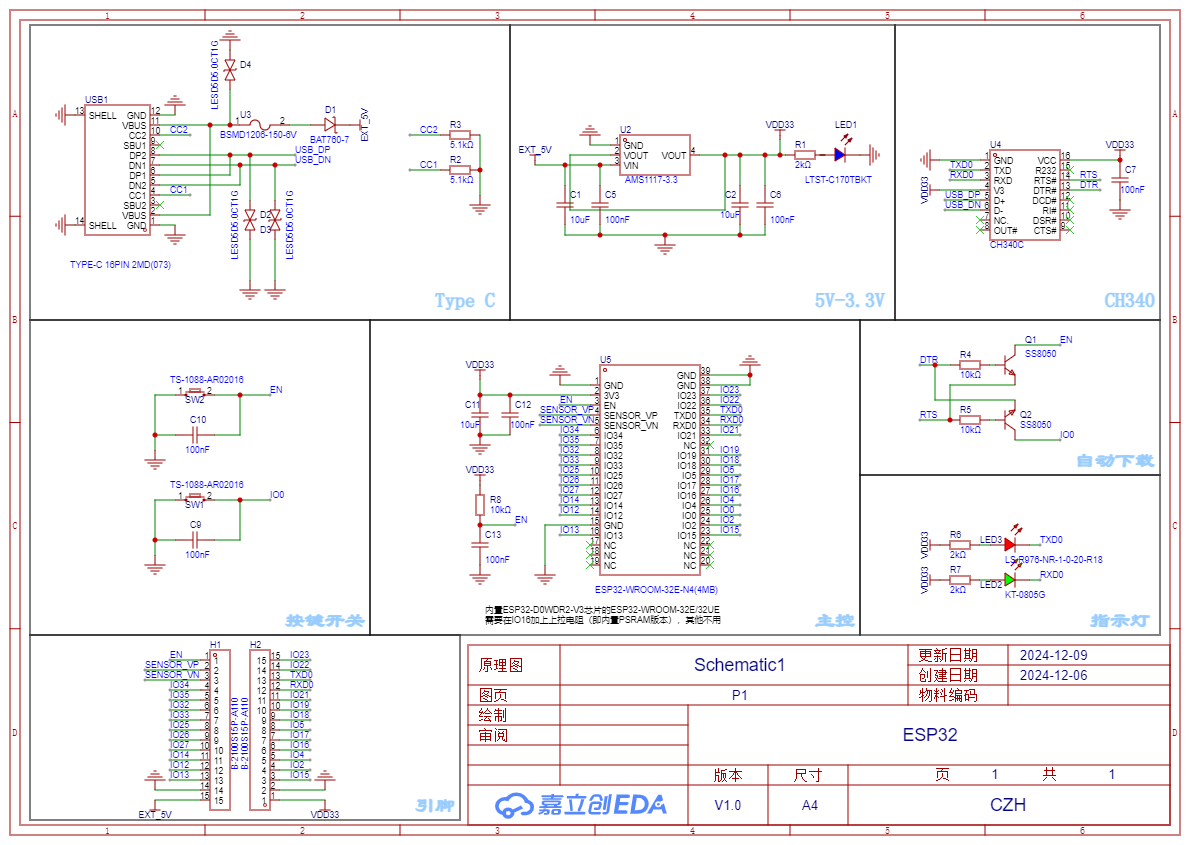 1 2 3 4 5 6
A
B
C
D
USB1
TYPE-C 16PIN 2MD(073)
13 SHELL
14 SHELL
GND 12
VBUS 11
CC2 10
SBU1 9
DP2 8
DN1 7
DP1 6
DN2 5
CC1 4
SBU2 3
VBUS 2
GND 1
CC2
CC1
LESD5D5.0CT1G
D4
U3
1 2
BSMD1206-150-6V
D1
BAT760-7
EXT_5V
USB_DP
USB_DN
LESD5D5.0CT1G
D2
D3
LESD5D5.0CT1G
CC2
R3
5.1kΩ
CC1
R2
5.1kΩ
Type C
EXT_5V
U2
1 GND
2 VOUT
3 VIN
VOUT 4
AMS1117-3.3
C1
10uF
C5
100nF
C2
10uF
C6
100nF
VDD33
R1
2kΩ
LED1
LTST-C170TBKT
5V-3.3V
U4
CH340C
TXD0
RXD0
VDD33
USB_DP
USB_DN
1 GND
2 TXD
3 RXD
4 V3
5 D+
6 D-
7 NC.
8 OUT#
VCC 16
R232 15
RTS# 14
DTR# 13
DCD# 12
RI# 11
DSR# 10
CTS# 9
RTS
DTR
VDD33
C7
100nF
CH340
TS-1088-AR02016
1 2
SW2
EN
C10
100nF
TS-1088-AR02016
1 2
SW1
IO0
C9
100nF
按键开关
VDD33
C11
10uF
C12
100nF
VDD33
R8
10kΩ
EN
C13
100nF
U5
EN
SENSOR_VP
SENSOR_VN
IO34
IO35
IO32
IO33
IO25
IO26
IO27
IO14
IO12
IO13
1 GND
2 3V3
3 EN
4 SENSOR_VP
5 SENSOR_VN
6 IO34
7 IO35
8 IO32
9 IO33
10 IO25
11 IO26
12 IO27
13 IO14
14 IO12
15 GND
16 IO13
17 NC
18 NC
19 NC
39
GND 38
GND 37
IO23 36
IO22 35
TXD0 34
RXD0 33
IO21 32
NC 31
IO19 30
IO18 29
IO5 28
IO17 27
IO16 26
IO4 25
IO0 24
IO2 23
IO15 22
NC 21
NC 20
NC
IO23
IO22
TXD0
RXD0
IO21
IO19
IO18
IO5
IO17
IO16
IO4
IO0
IO2
IO15
ESP32-WROOM-32E-N4(4MB)
内置ESP32-D0WDR2-V3芯片的ESP32-WROOM-32E/32UE
需要在IO16加上上拉电阻（即内置PSRAM版本），其他不用
主控
DTR
R4
10kΩ
Q1
SS8050
EN
RTS
R5
10kΩ
Q2
SS8050
IO0
自动下载
VDD33
R6
2kΩ
LED3
TXD0
VDD33
R7
2kΩ
LED2
RXD0
KT-0805G
指示灯
H1
EN 1
SENSOR_VP 2
SENSOR_VN 3
IO34 4
IO35 5
IO32 6
IO33 7
IO25 8
IO26 9
IO27 10
IO14 11
IO12 12
IO13 13
14
15
EXT_5V
B-2100S15P-A110
H2
15 IO23
14 IO22
13 TXD0
12 RXD0
11 IO21
10 IO19
9 IO18
8 IO5
7 IO17
6 IO16
5 IO4
4 IO2
3 IO15
2
1
VDD33
B-2100S15P-A110
引脚
原理图 Schematic1 更新日期 2024-12-09
创建日期 2024-12-06
图页 P1 物料编码
绘制
审阅
ESP32
版本 尺寸 页 1 共 1
嘉立创EDA V1.0 A4 CZH
1 2 3 4 5 6